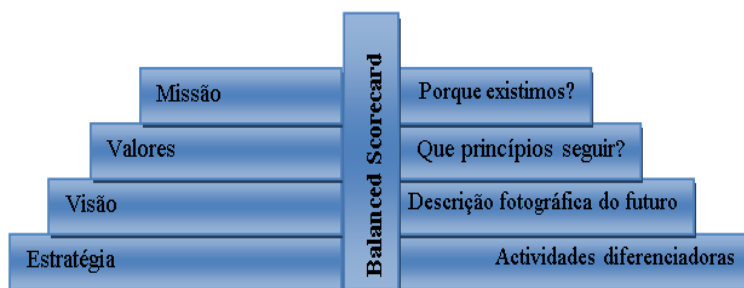 Missão
Porque existimos?
Valores
Que princípios seguir?
Visão
Descrição fotográfica do futuro
Estratégia
Actividades diferenciadoras
Balanced Scorecard